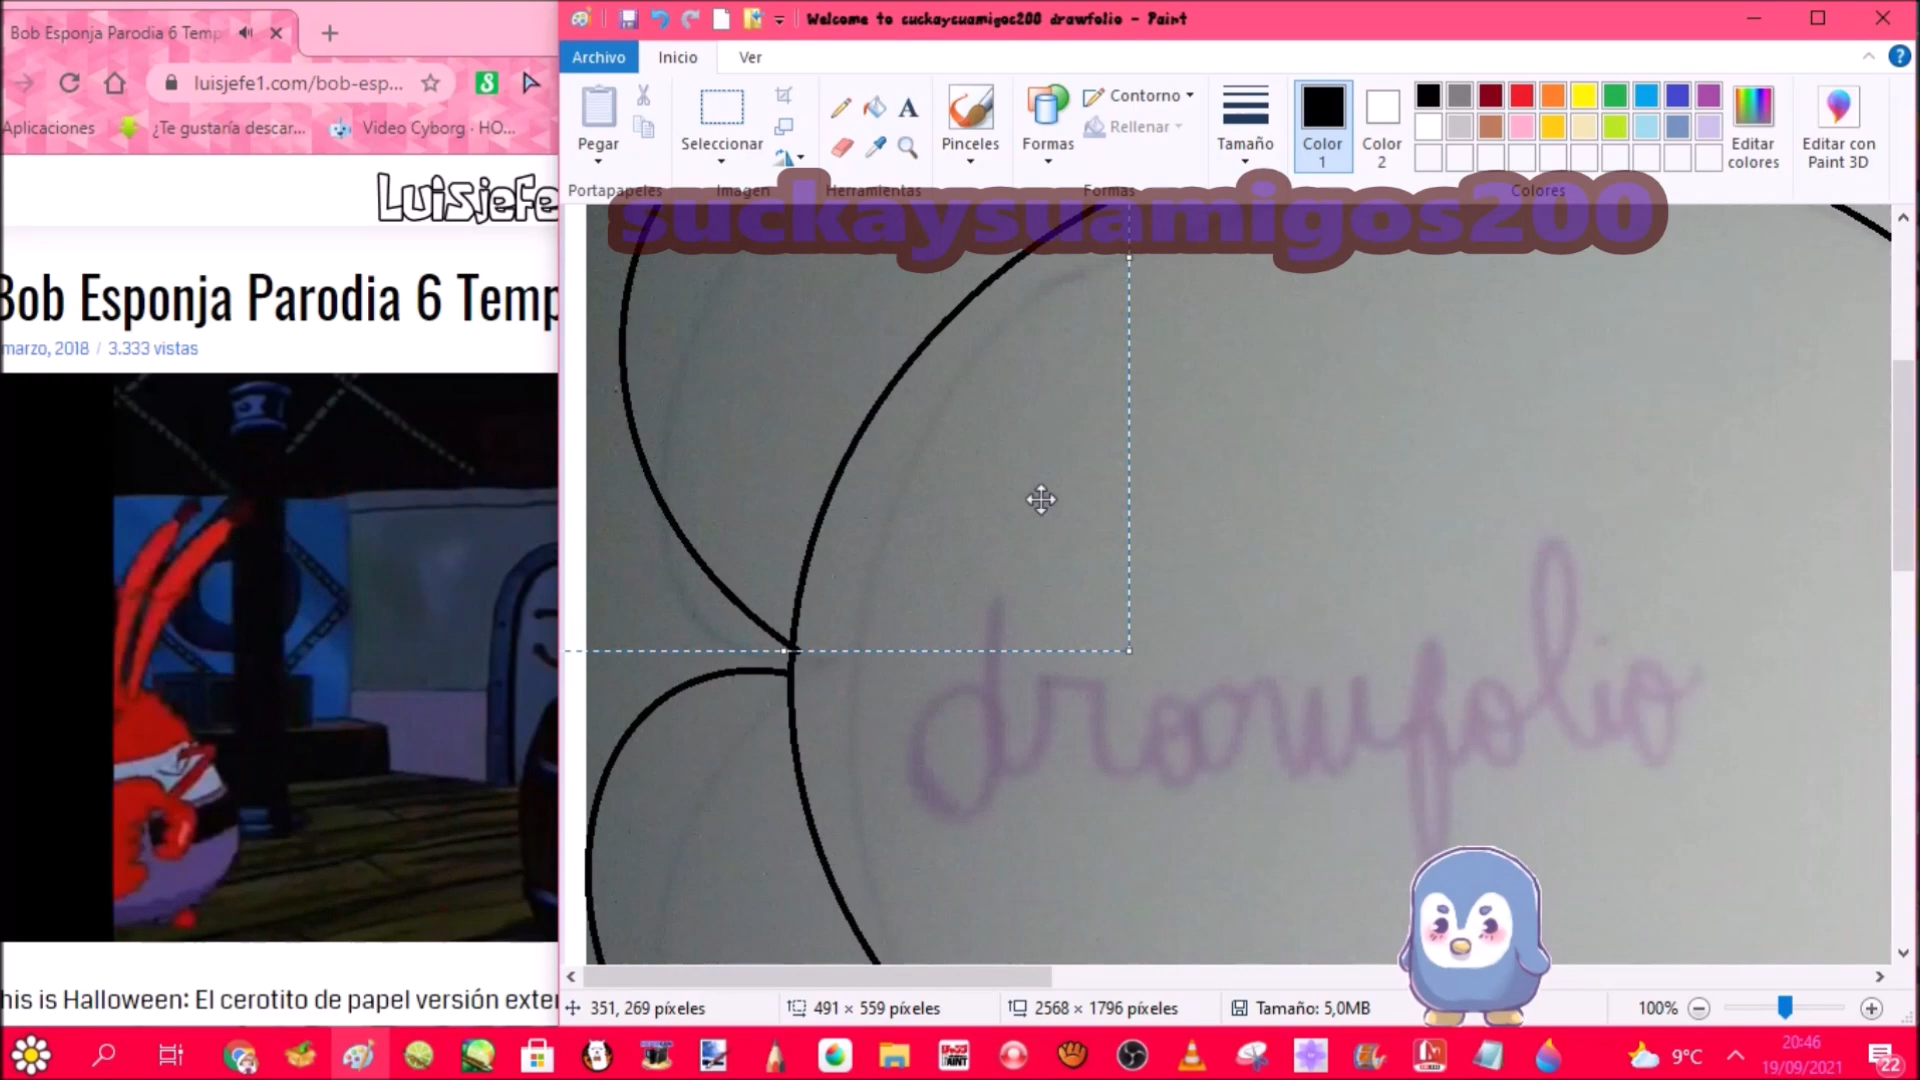 Bob Esponja Parodia 6 Temp
luisjefe1.com/bob-esp...
Aplicaciones
¿Te gustaría descar...
Video Cyborg · HO...
Luisjefe
Bob Esponja Parodia 6 Temp
marzo, 2018 / 3.333 vistas
his is Halloween: El cerotito de papel versión exte
Welcome to suckaysuamigos200 drawfolio - Paint
Archivo
Inicio
Ver
Pegar
Seleccionar
Pinceles
Formas
Contorno
Rellenar
Tamaño
Color 1
Color 2
Editar colores
Editar con Paint 3D
Portapapeles
Imagen
Herramientas
Formas
Colores
suckaysuamigos200
drawfolio
351, 269 píxeles
491 × 559 píxeles
2568 × 1796 píxeles
Tamaño: 5,0MB
100%
9°C
20:46
19/09/2021
22